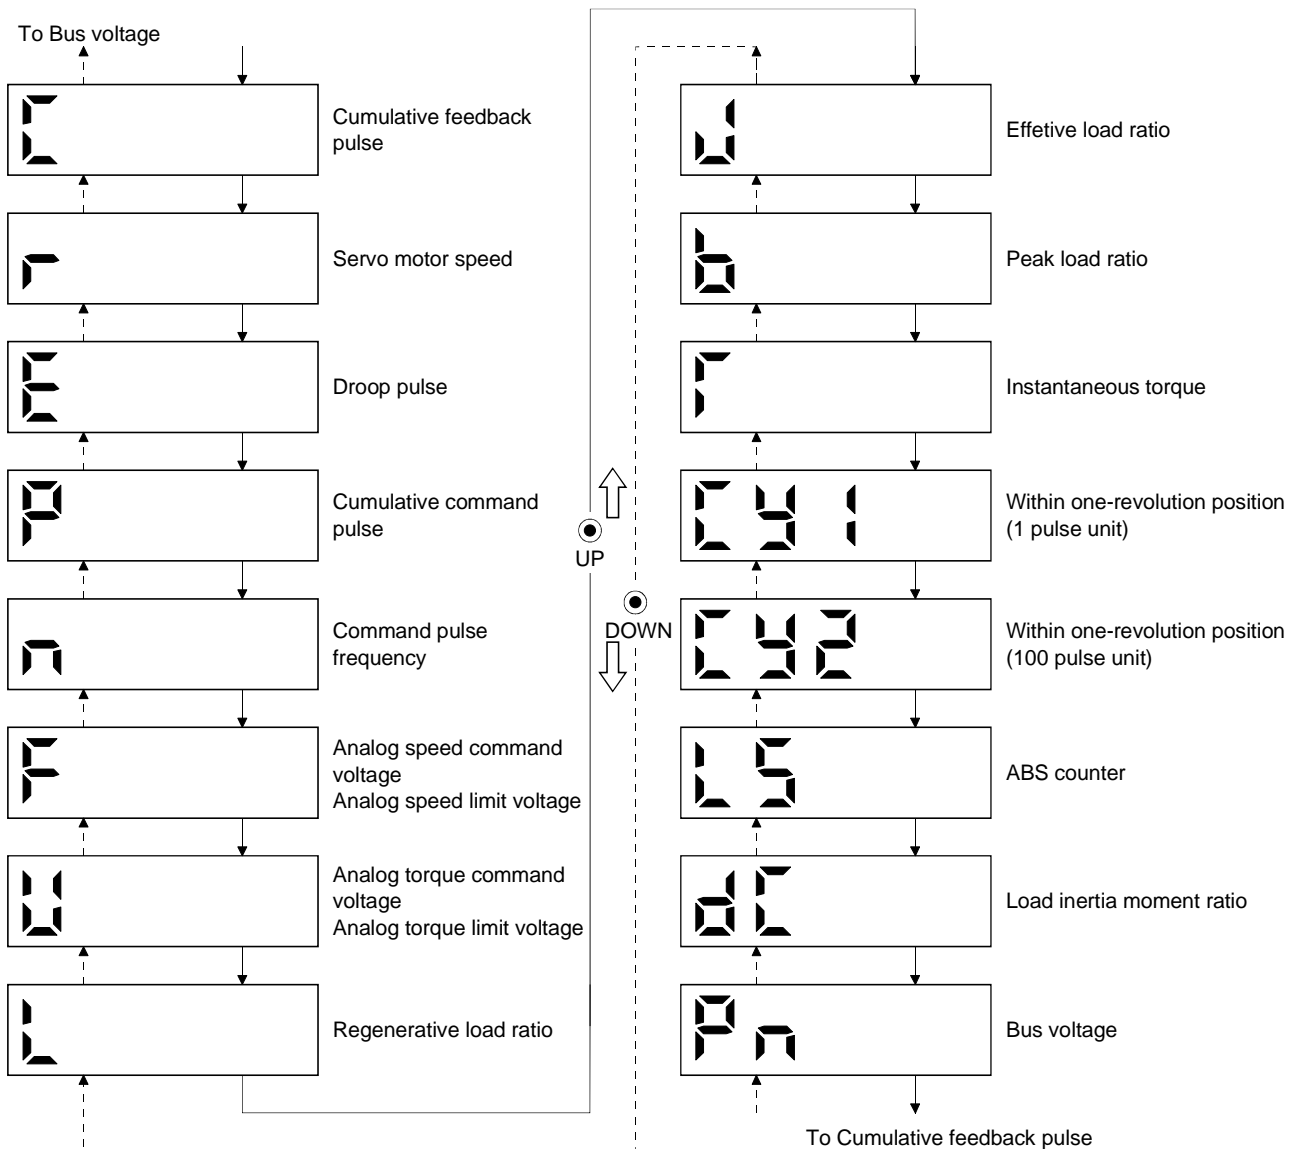 To Bus voltage
C
Cumulative feedback
pulse
r
Servo motor speed
E
Droop pulse
P
Cumulative command
pulse
n
Command pulse
frequency
F
Analog speed command
voltage
Analog speed limit voltage
U
Analog torque command
voltage
Analog torque limit voltage
L
Regenerative load ratio
UP
DOWN
J
Effetive load ratio
b
Peak load ratio
T
Instantaneous torque
Cy1
Within one-revolution position
(1 pulse unit)
Cy2
Within one-revolution position
(100 pulse unit)
LS
ABS counter
dC
Load inertia moment ratio
Pn
Bus voltage
To Cumulative feedback pulse